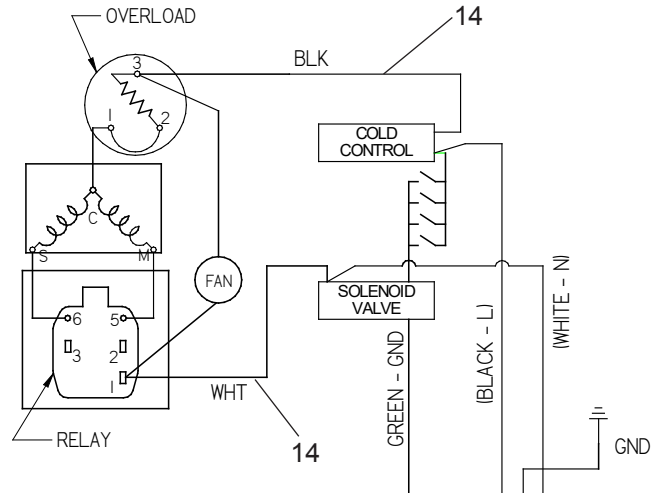 OVERLOAD
14
BLK
3
1
2
COLD
CONTROL
C
S
M
FAN
SOLENOID
VALVE
6
5
3
2
1
WHT
GREEN - GND
(BLACK - L)
(WHITE - N)
RELAY
14
GND